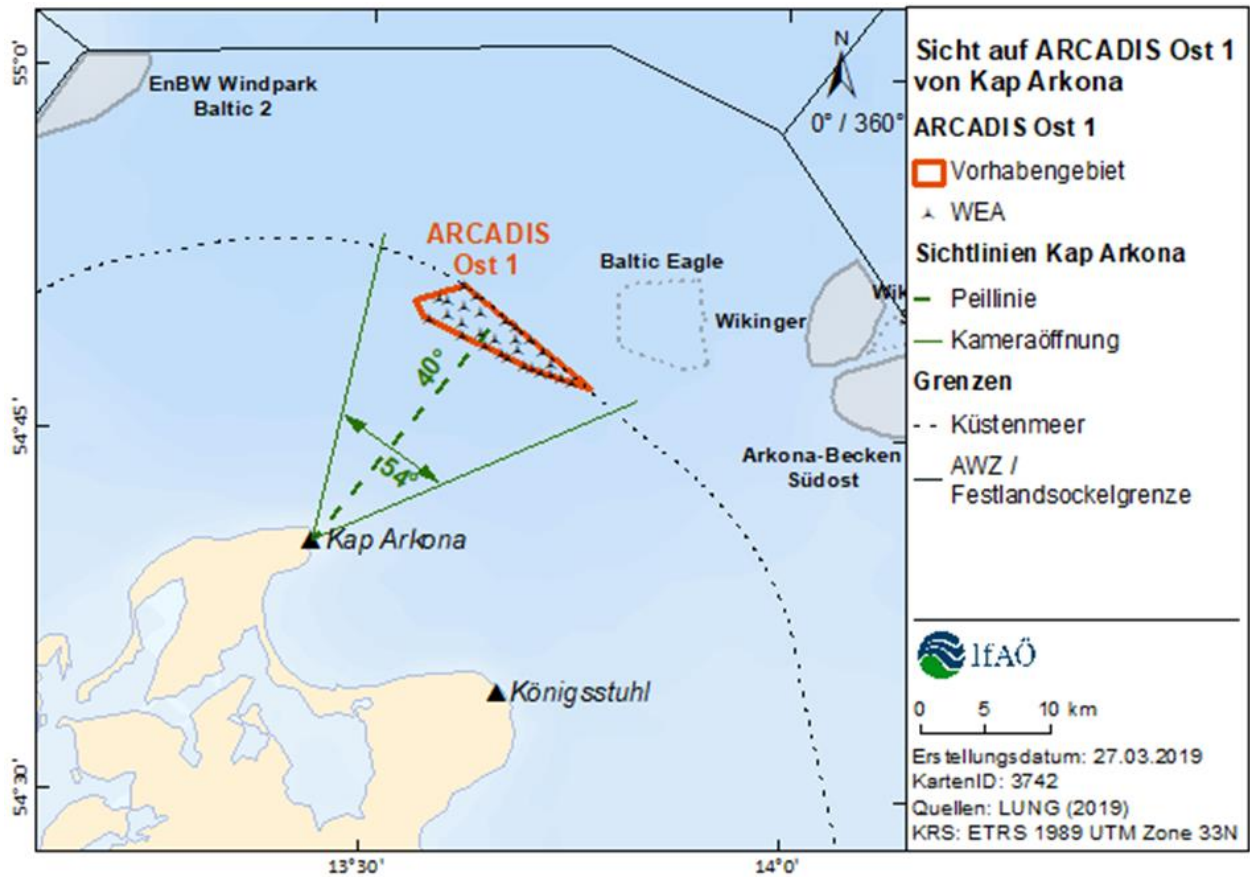 EnBW Windpark
Baltic 2
N
0° / 360°
ARCADIS
Ost 1
Baltic Eagle
Wikinger
Wik
40°
54°
Arkona-Becken
Südost
Kap Arkona
Königsstuhl
55°0'
54°45'
54°30'
13°30'
14°0'
Sicht auf ARCADIS Ost 1
von Kap Arkona
ARCADIS Ost 1
Vorhabengebiet
WEA
Sichtlinien Kap Arkona
Peillinie
Kameraöffnung
Grenzen
Küstenmeer
AWZ /
Festlandsockelgrenze
IfAÖ
0 5 10 km
Erstellungsdatum: 27.03.2019
KartenID: 3742
Quellen: LUNG (2019)
KRS: ETRS 1989 UTM Zone 33N